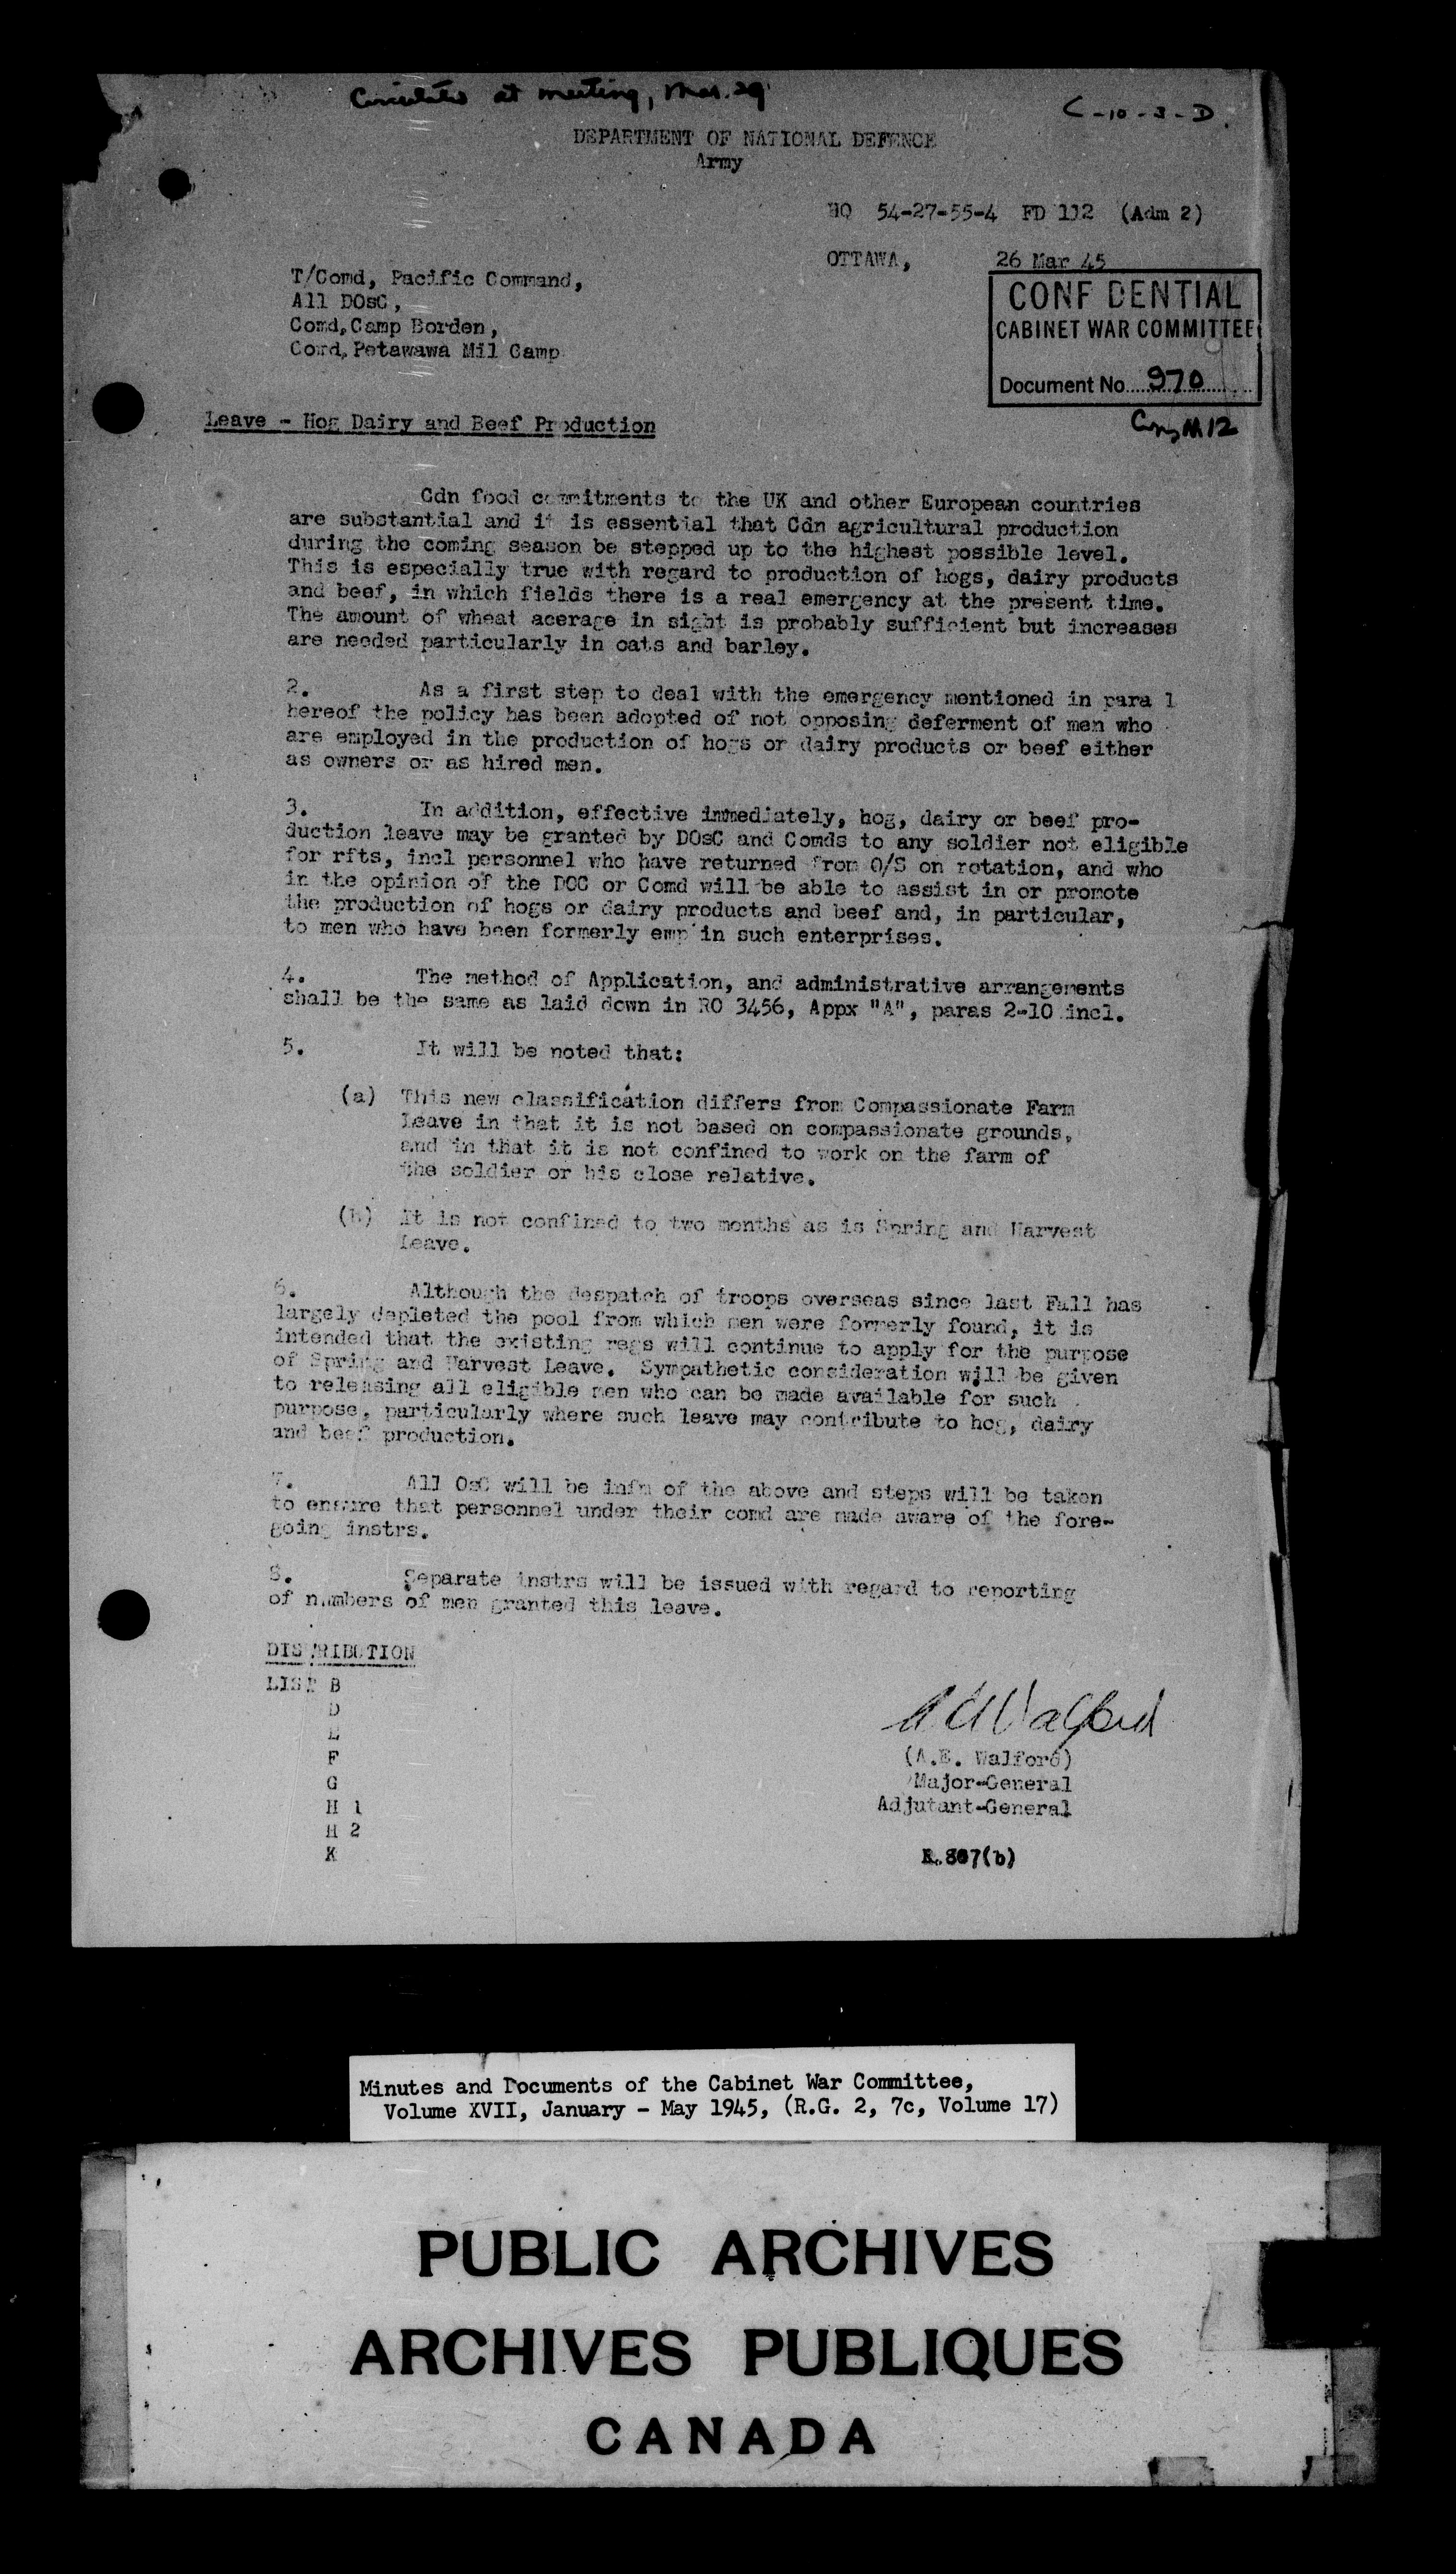 Circulated at meeting, Mar. 29
C-10-3-D.
DEPARTMENT OF NATIONAL DEFENCE
Army
HQ 54-27-55-4 FD 112 (Adm 2)
OTTAWA, 26 Mar 45
T/Comd, Pacific Command,
All DOsC,
Comd, Camp Borden,
Comd, Petawawa Mil Camp
CONF DENTIAL
CABINET WAR COMMITTEE
Document No. 970
M12
Leave - Hog Dairy and Beef Production
Cdn food commitments to the UK and other European countries
are substantial and it is essential that Cdn agricultural production
during the coming season be stepped up to the highest possible level.
This is especially true with regard to production of hogs, dairy products
and beef, in which fields there is a real emergency at the present time.
The amount of wheat acerage in sight is probably sufficient but increases
are needed particularly in oats and barley.
2. As a first step to deal with the emergency mentioned in para 1
hereof the policy has been adopted of not opposing deferment of men who
are employed in the production of hogs or dairy products or beef either
as owners or as hired men.
3. In addition, effective immediately, hog, dairy or beef pro-
duction leave may be granted by DOsC and Comds to any soldier not eligible
for rfts, incl personnel who have returned from O/S on rotation, and who
in the opinion of the DOC or Comd will be able to assist in or promote
the production of hogs or dairy products and beef and, in particular,
to men who have been formerly emp in such enterprises.
4. The method of Application, and administrative arrangements
shall be the same as laid down in RO 3456, Appx "A", paras 2-10 incl.
5. It will be noted that:
(a) This new classification differs from Compassionate Farm
Leave in that it is not based on compassionate grounds,
and in that it is not confined to work on the farm of
the soldier or his close relative.
(b) It is not confined to two months as is Spring and Harvest
Leave.
6. Although the despatch of troops overseas since last Fall has
largely depleted the pool from which men were formerly found, it is
intended that the existing regs will continue to apply for the purpose
of Spring and Harvest Leave. Sympathetic consideration will be given
to releasing all eligible men who can be made available for such
purpose, particularly where such leave may contribute to hog, dairy
and beef production.
7. All OsC will be infm of the above and steps will be taken
to ensure that personnel under their comd are made aware of the fore-
going instrs.
8. Separate instrs will be issued with regard to reporting
of numbers of men granted this leave.
DISTRIBUTION
LIST B
D
E
F
G
H 1
H 2
K
A E Walford
(A.E. Walford)
Major-General
Adjutant-General
R.807(b)
Minutes and Documents of the Cabinet War Committee,
Volume XVII, January - May 1945, (R.G. 2, 7c, Volume 17)
PUBLIC ARCHIVES
ARCHIVES PUBLIQUES
CANADA